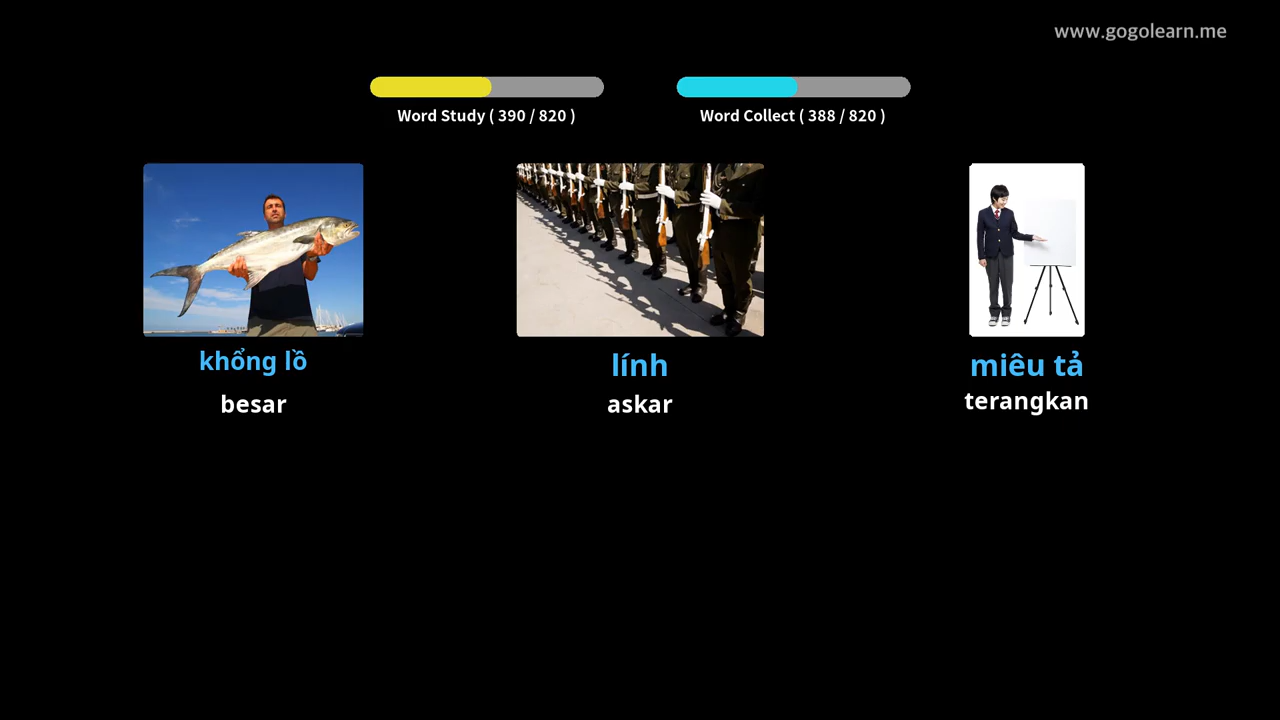 www.gogolearn.me
Word Study ( 390 / 820 )
Word Collect ( 388 / 820 )
khổng lồ
lính
miêu tả
besar
askar
terangkan